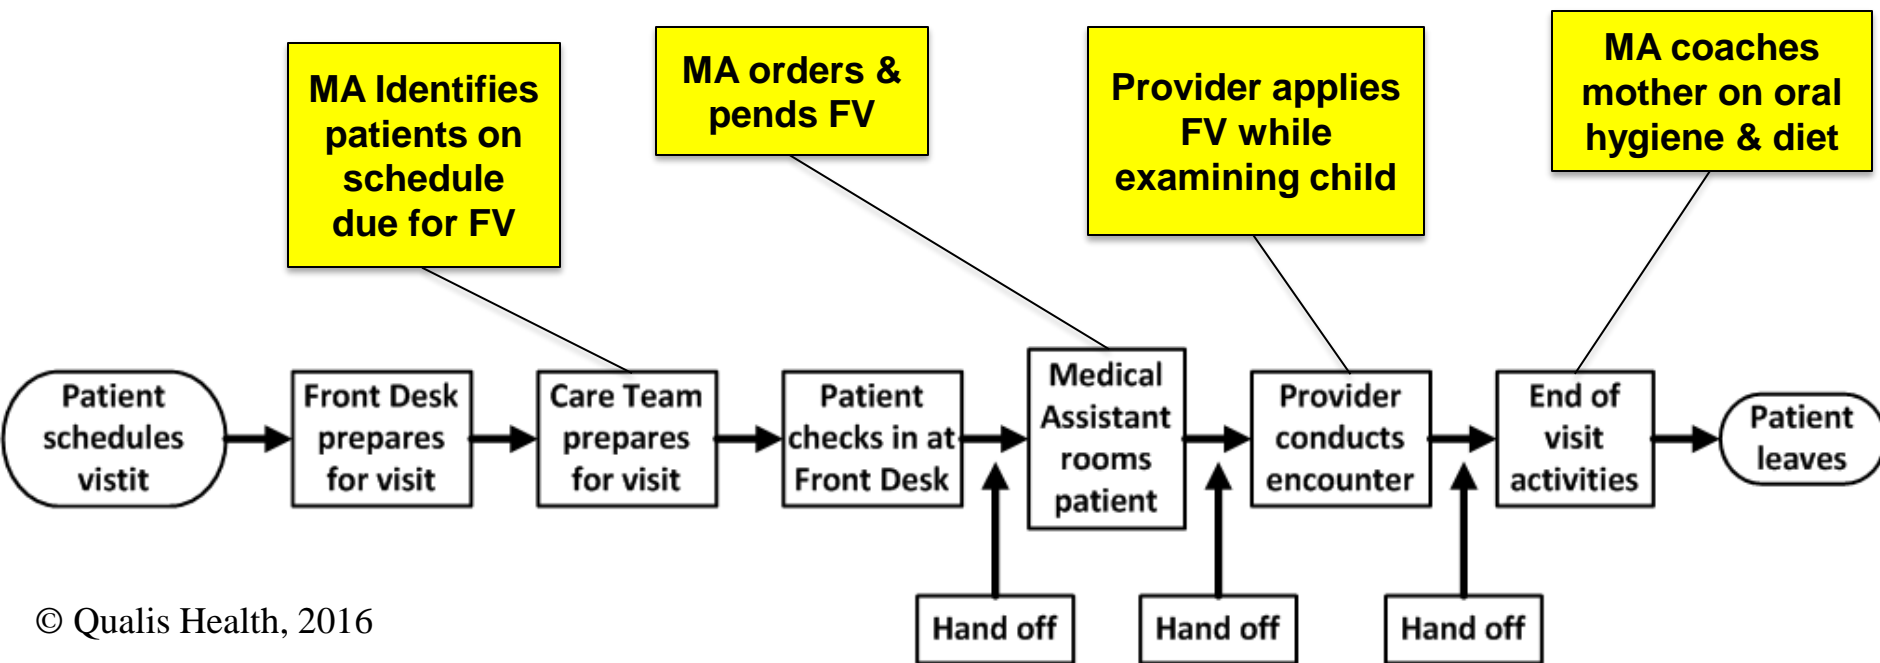 MA Identifies
patients on
schedule
due for FV
MA orders &
pends FV
Provider applies
FV while
examining child
MA coaches
mother on oral
hygiene & diet
Patient
schedules
vistit
Front Desk
prepares
for visit
Care Team
prepares
for visit
Patient
checks in at
Front Desk
Medical
Assistant
rooms
patient
Provider
conducts
encounter
End of
visit
activities
Patient
leaves
Hand off
Hand off
Hand off
© Qualis Health, 2016